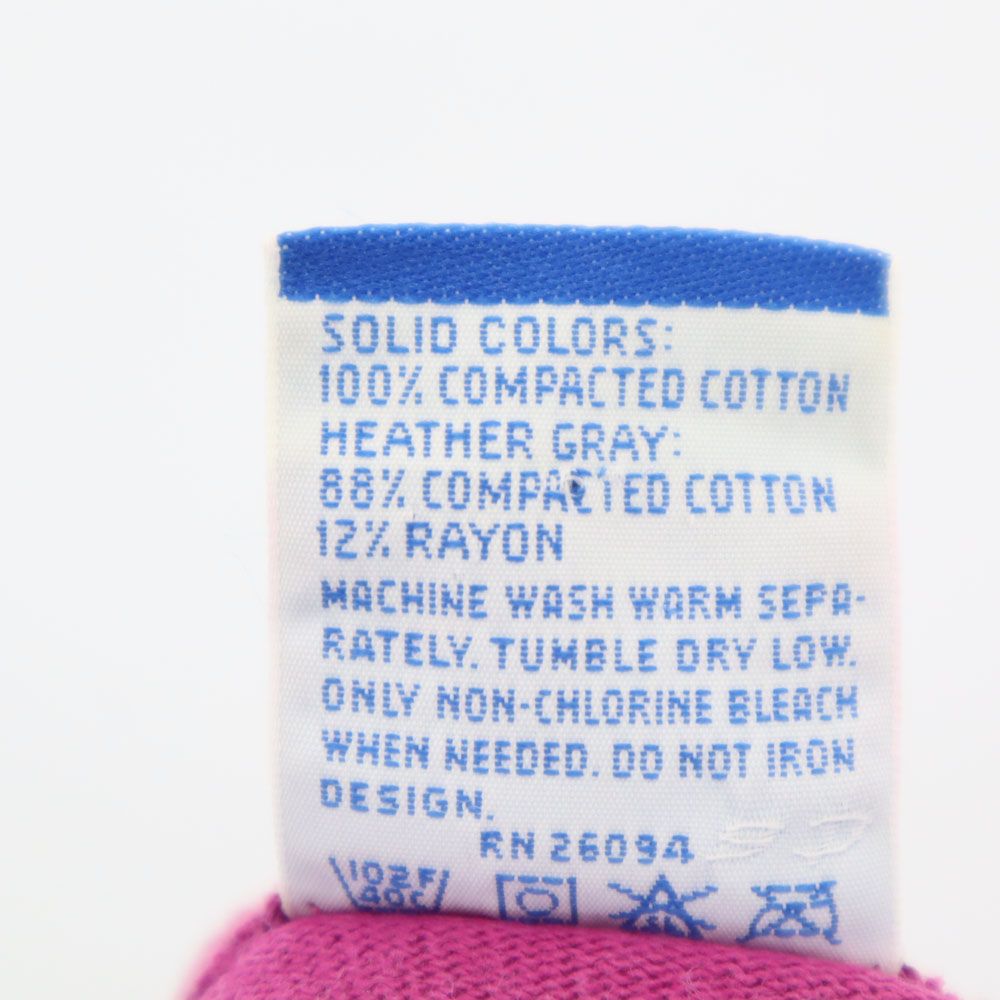 SOLID COLORS:
100% COMPACTED COTTON
HEATHER GRAY:
88% COMPACTED COTTON
12% RAYON
MACHINE WASH WARM SEPA-
RATELY. TUMBLE DRY LOW.
ONLY NON-CHLORINE BLEACH
WHEN NEEDED. DO NOT IRON
DESIGN.
RN 26094
102F
40C